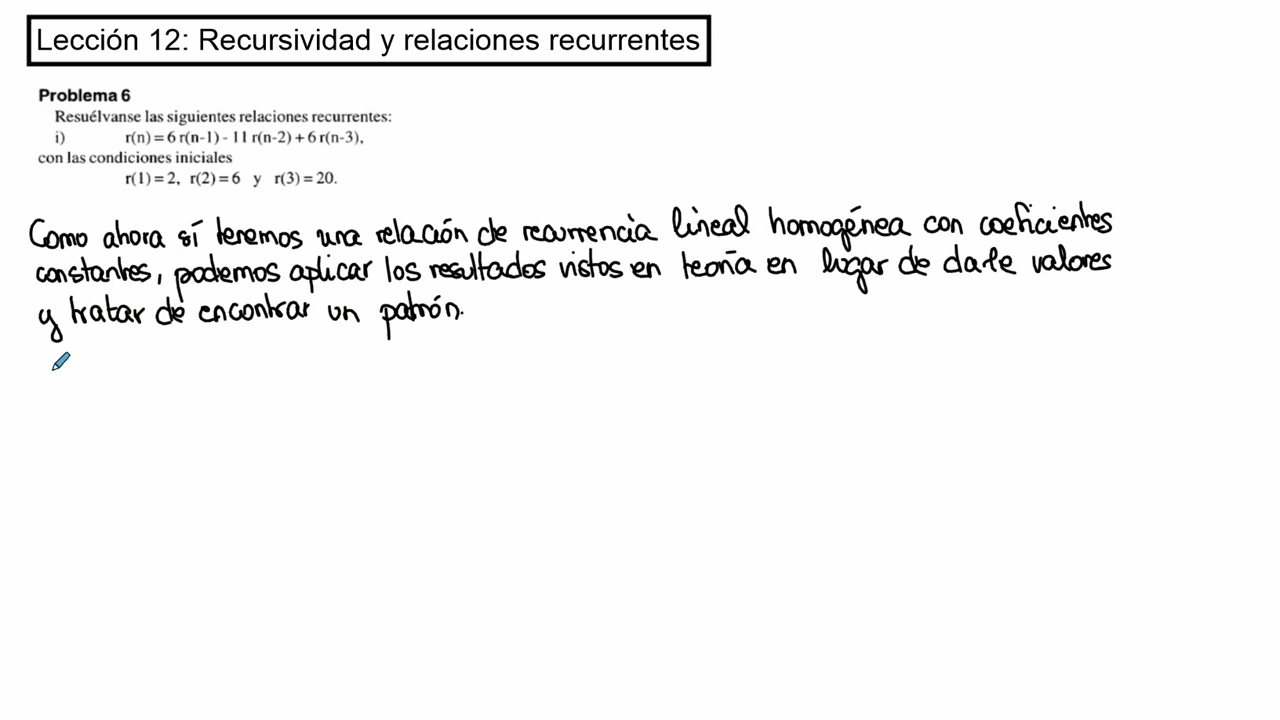 Lección 12: Recursividad y relaciones recurrentes
Problema 6
Resuélvanse las siguientes relaciones recurrentes:
i) r(n) = 6 r(n-1) - 11 r(n-2) + 6 r(n-3),
con las condiciones iniciales
r(1) = 2, r(2) = 6 y r(3) = 20.
Como ahora sí tenemos una relación de recurrencia lineal homogénea con coeficientes
constantes, podemos aplicar los resultados vistos en teoría en lugar de darle valores
y tratar de encontrar un patrón.